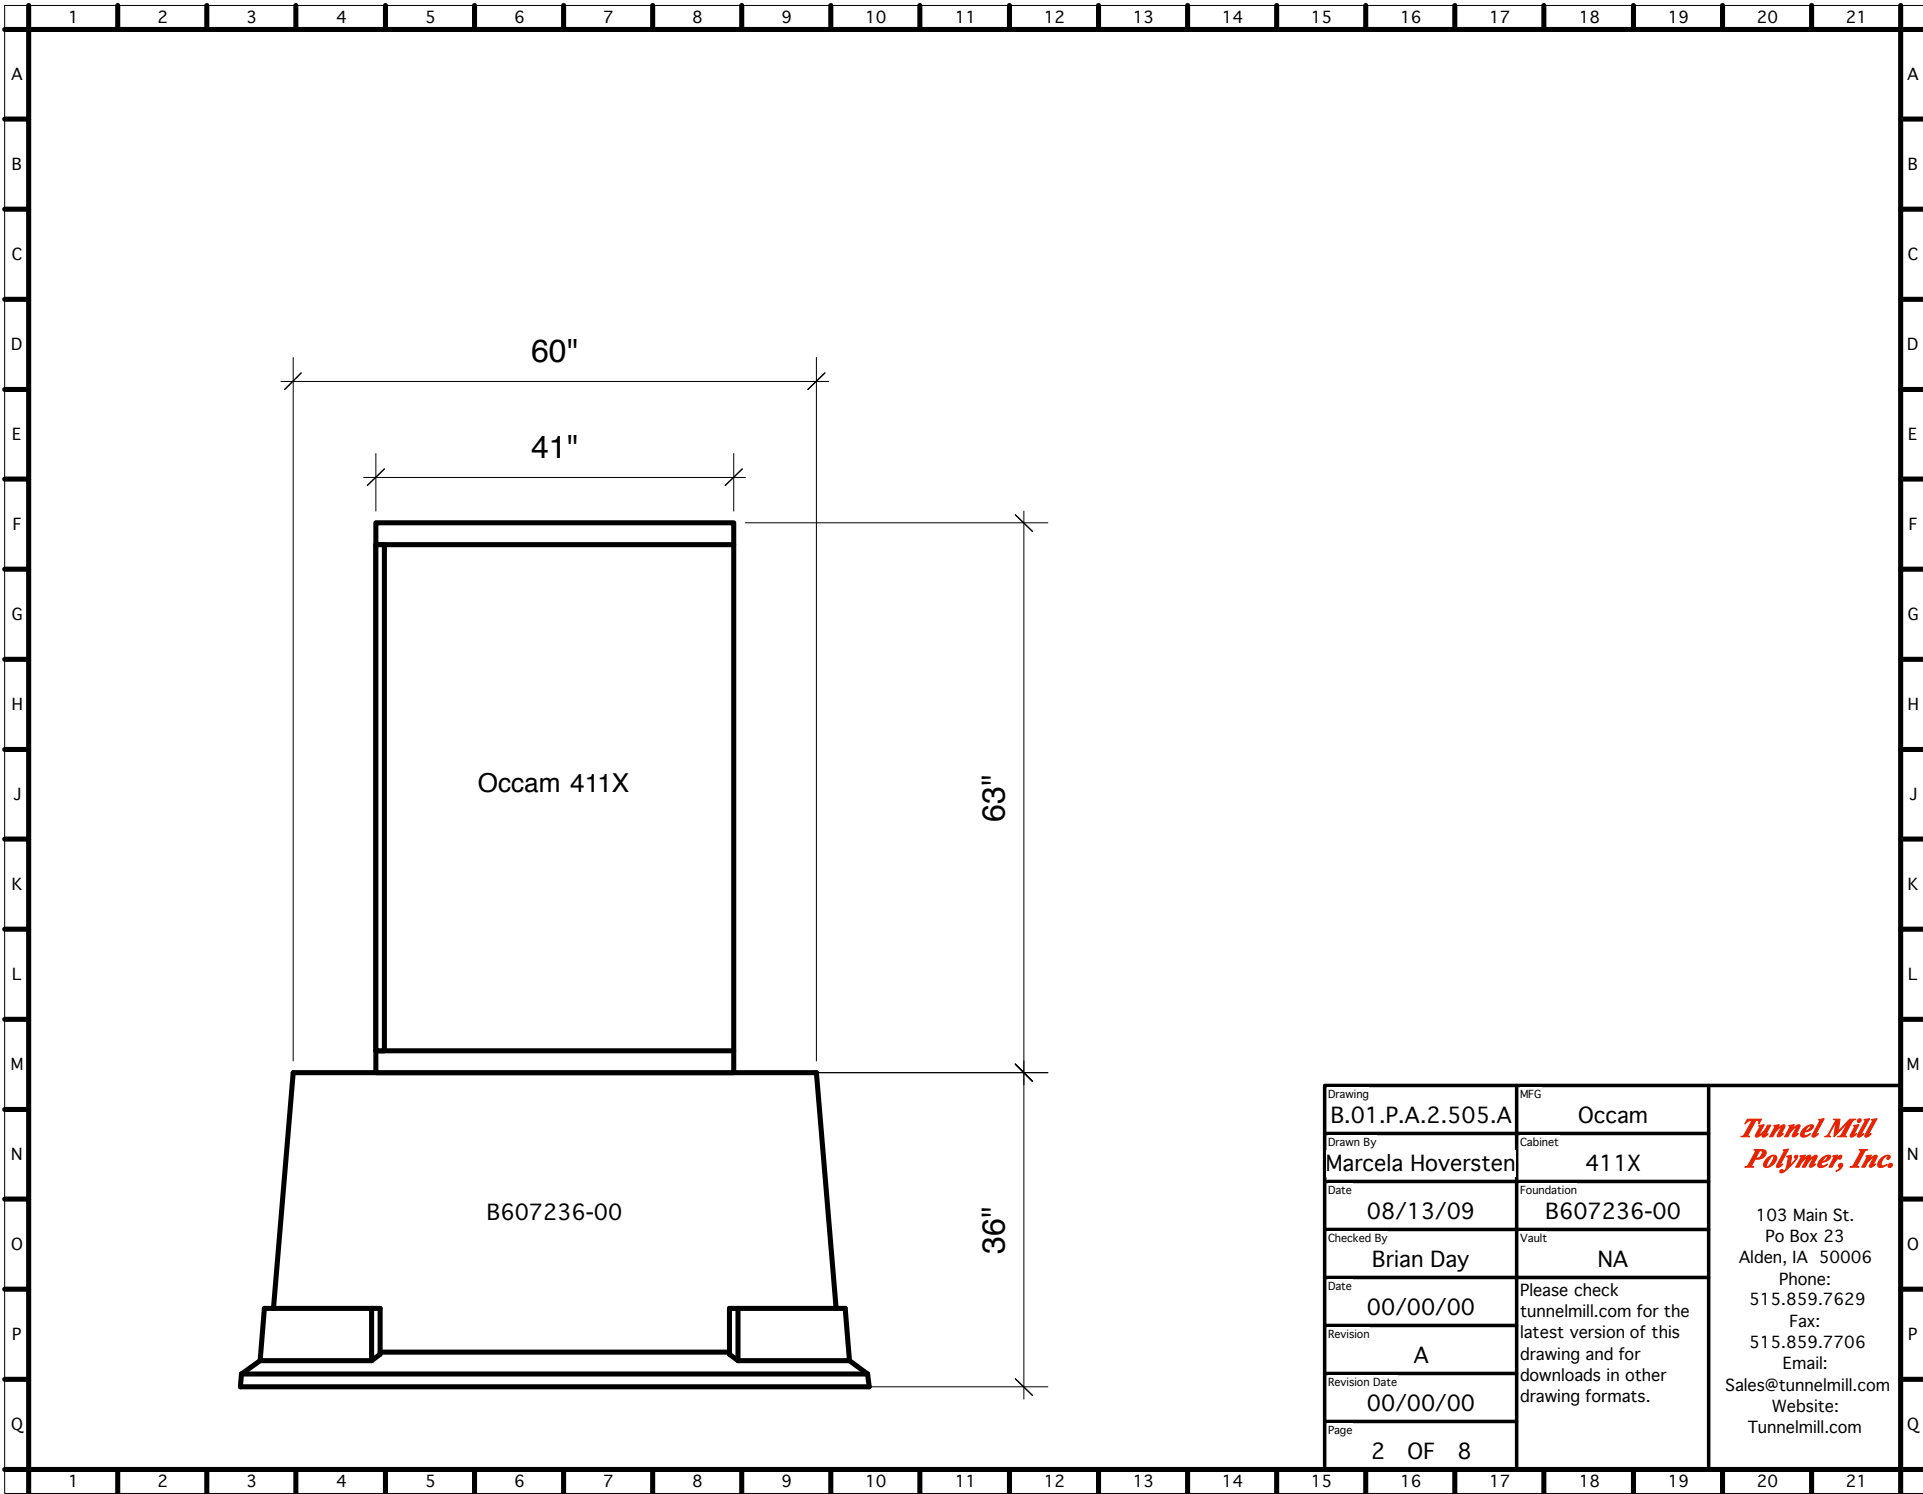 1 2 3 4 5 6 7 8 9 10 11 12 13 14 15 16 17 18 19 20 21
A A
B B
C C
D D
E E
F F
G G
H H
J J
K K
L L
M M
N N
O O
P P
Q Q
60"
41"
Occam 411X
63"
B607236-00
36"
Drawing
B.01.P.A.2.505.A
MFG
Occam
Drawn By
Marcela Hoversten
Cabinet
411X
Date
08/13/09
Foundation
B607236-00
Checked By
Brian Day
Vault
NA
Date
00/00/00
Revision
A
Revision Date
00/00/00
Page
2 OF 8
Please check
tunnelmill.com for the
latest version of this
drawing and for
downloads in other
drawing formats.
Tunnel Mill
Polymer, Inc.
103 Main St.
Po Box 23
Alden, IA 50006
Phone:
515.859.7629
Fax:
515.859.7706
Email:
Sales@tunnelmill.com
Website:
Tunnelmill.com
1 2 3 4 5 6 7 8 9 10 11 12 13 14 15 16 17 18 19 20 21